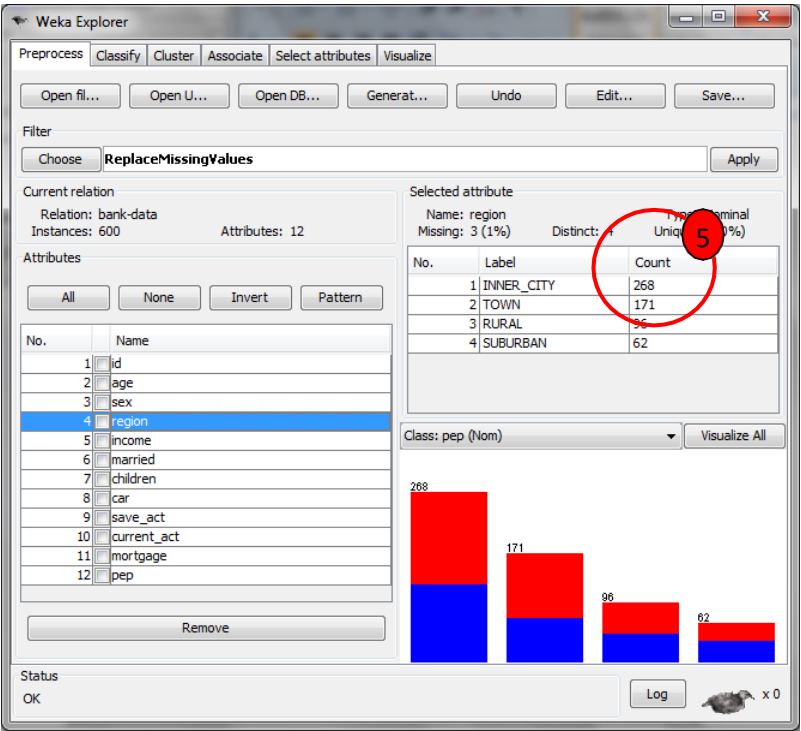 Weka Explorer
Preprocess Classify Cluster Associate Select attributes Visualize
Open fil... Open U... Open DB... Generat... Undo Edit... Save...
Filter
Choose ReplaceMissingValues Apply
Current relation
Relation: bank-data
Instances: 600 Attributes: 12
Attributes
All None Invert Pattern
No. Name
1 id
2 age
3 sex
4 region
5 income
6 married
7 children
8 car
9 save_act
10 current_act
11 mortgage
12 pep
Remove
Selected attribute
Name: region Nominal
Missing: 3 (1%) Distinct: 4
5
No. Label Count
1 INNER_CITY 268
2 TOWN 171
3 RURAL 96
4 SUBURBAN 62
Class: pep (Nom) Visualize All
268
171
96
62
Status
OK
Log x 0